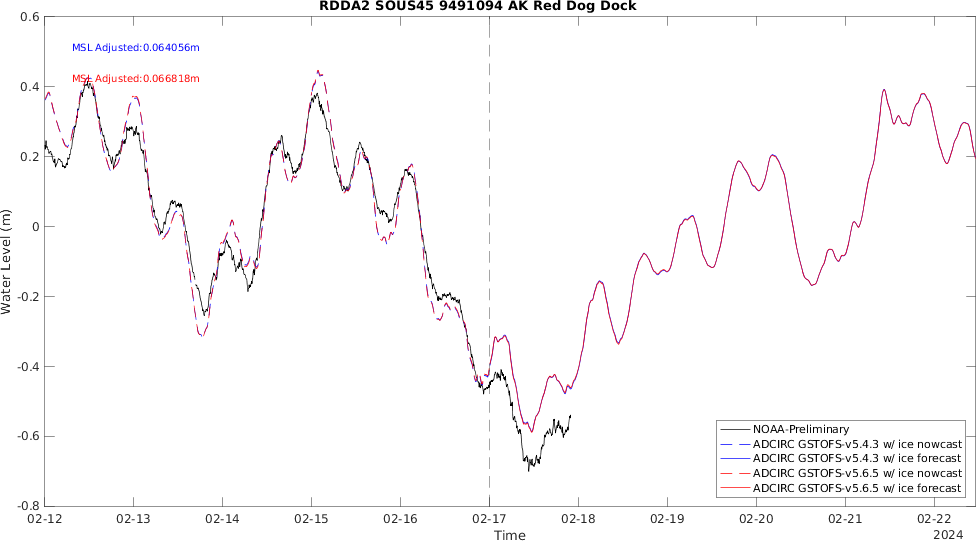 RDDA2 SOUS45 9491094 AK Red Dog Dock
0.6
0.4
0.2
0
-0.2
-0.4
-0.6
-0.8
Water Level (m)
MSL Adjusted:0.064056m
MSL Adjusted:0.066818m
NOAA-Preliminary
ADCIRC GSTOFS-v5.4.3 w/ ice nowcast
ADCIRC GSTOFS-v5.4.3 w/ ice forecast
ADCIRC GSTOFS-v5.6.5 w/ ice nowcast
ADCIRC GSTOFS-v5.6.5 w/ ice forecast
02-12 02-13 02-14 02-15 02-16 02-17 02-18 02-19 02-20 02-21 02-22
Time 2024